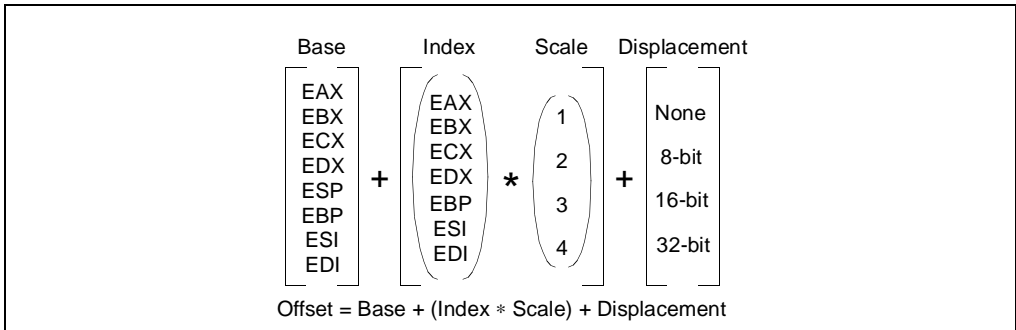 Base Index Scale Displacement
EAX
EBX
ECX
EDX
ESP
EBP
ESI
EDI
+
EAX
EBX
ECX
EDX
EBP
ESI
EDI
*
1
2
3
4
+
None
8-bit
16-bit
32-bit
Offset = Base + (Index * Scale) + Displacement